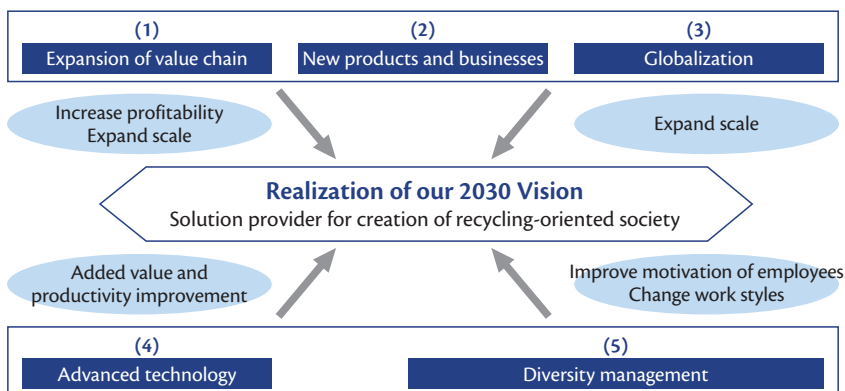 (1)
Expansion of value chain
(2)
New products and businesses
(3)
Globalization
Increase profitability
Expand scale
Expand scale
Realization of our 2030 Vision
Solution provider for creation of recycling-oriented society
Added value and
productivity improvement
Improve motivation of employees
Change work styles
(4)
Advanced technology
(5)
Diversity management